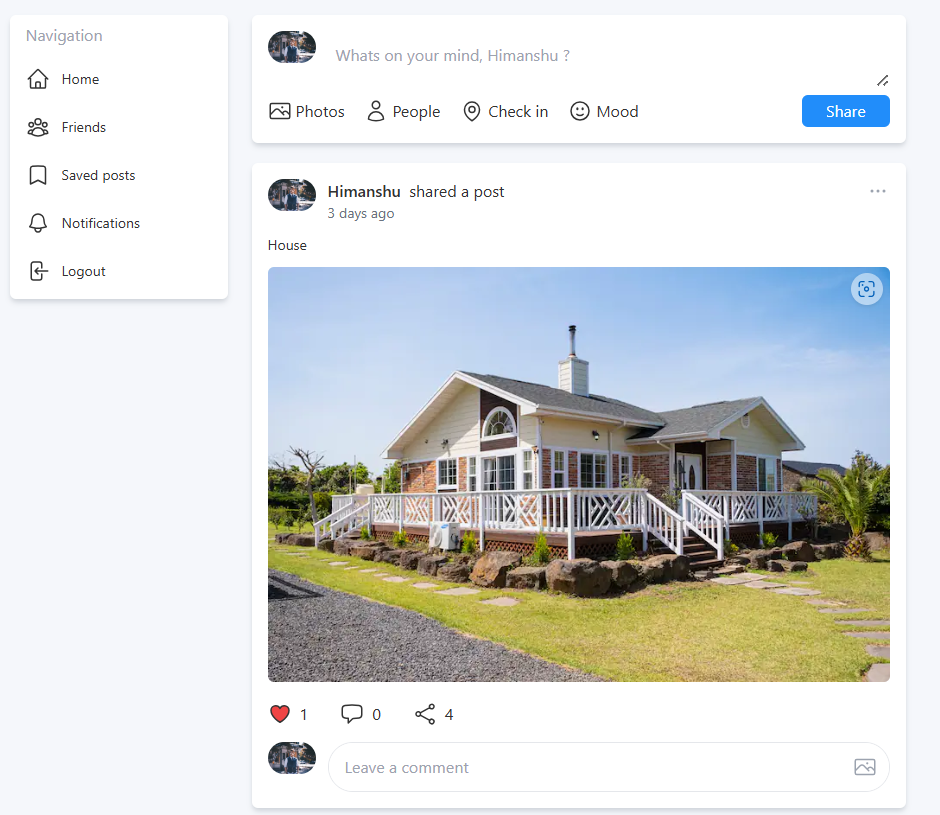 Navigation
Home
Friends
Saved posts
Notifications
Logout
Whats on your mind, Himanshu ?
Photos People Check in Mood Share
Himanshu shared a post
3 days ago
House
1 0 4
Leave a comment